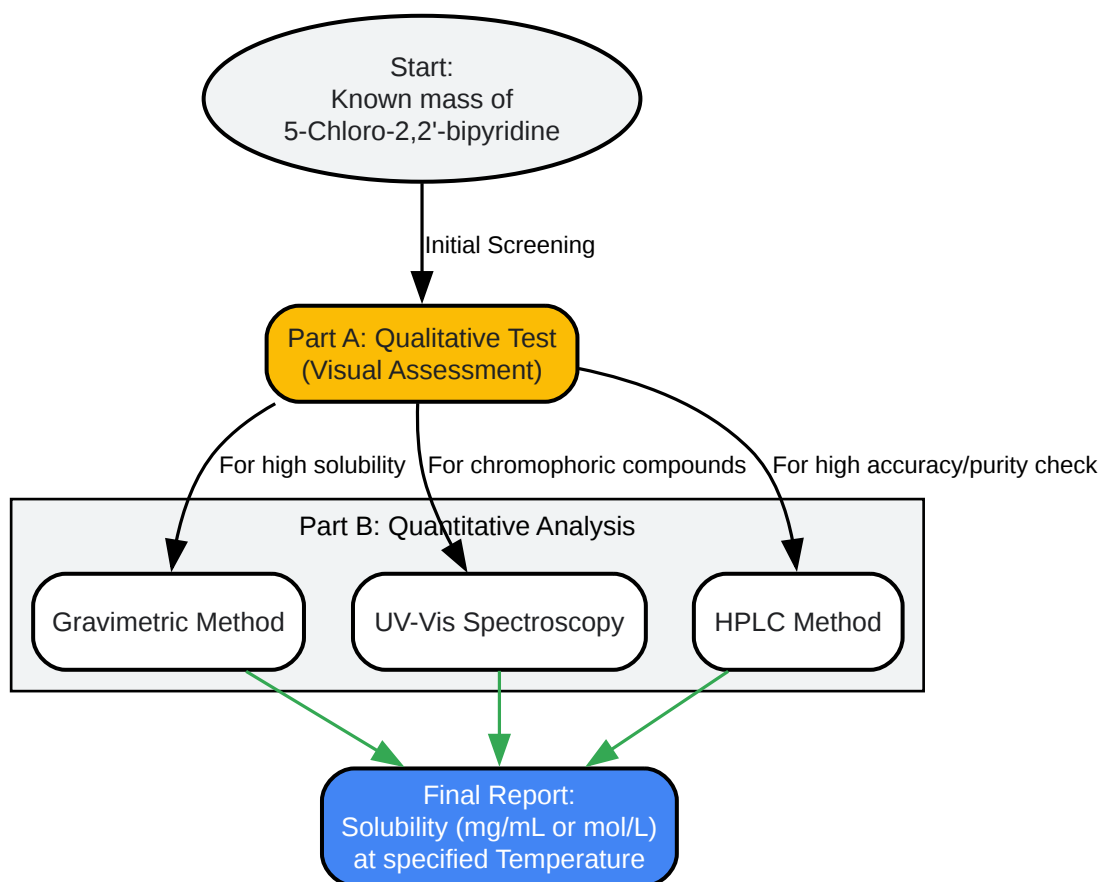 Start:
Known mass of
5-Chloro-2,2'-bipyridine
Initial Screening
Part A: Qualitative Test
(Visual Assessment)
For high solubility
For chromophoric compounds
For high accuracy/purity check
Part B: Quantitative Analysis
Gravimetric Method
UV-Vis Spectroscopy
HPLC Method
Final Report:
Solubility (mg/mL or mol/L)
at specified Temperature